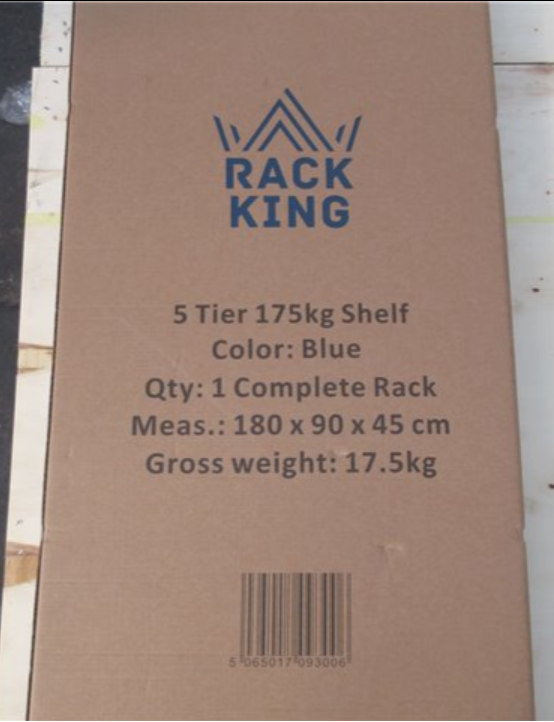 RACK
KING
5 Tier 175kg Shelf
Color: Blue
Qty: 1 Complete Rack
Meas.: 180 x 90 x 45 cm
Gross weight: 17.5kg
5 065017 093006